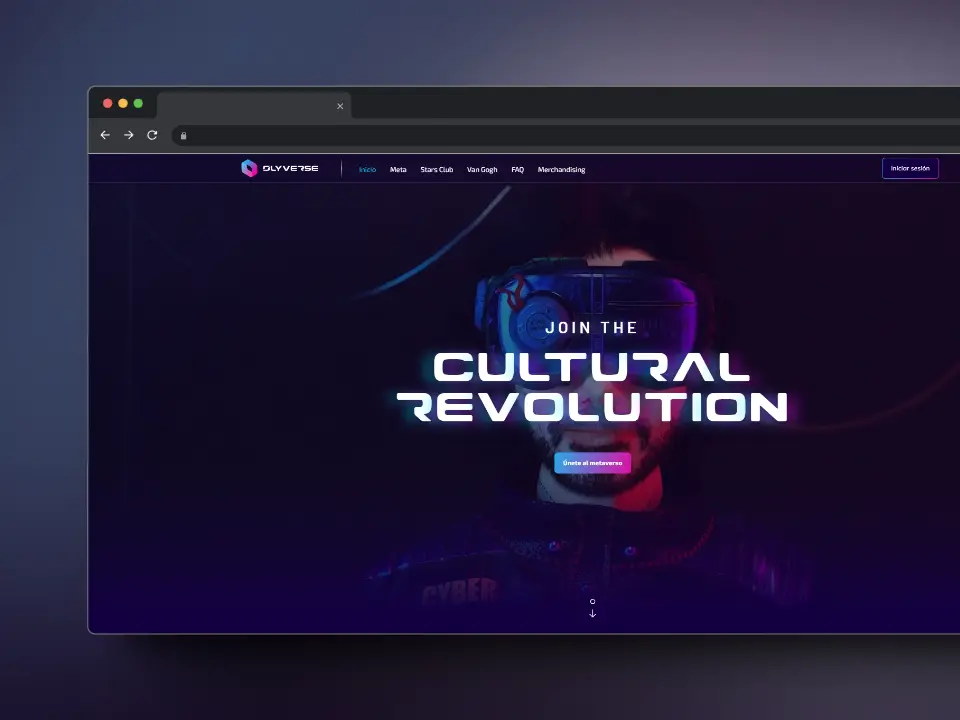 OLYVERSE
Inicio Meta Stars Club Van Gogh FAQ Merchandising
Iniciar sesión
JOIN THE
CULTURAL
REVOLUTION
Únete al metaverso
CYBER